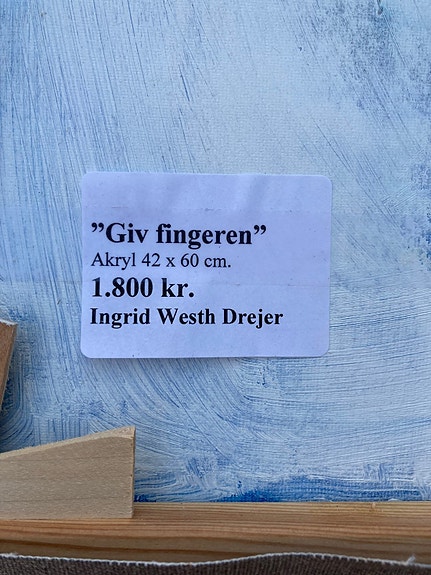 ”Giv fingeren”
Akryl 42 x 60 cm.
1.800 kr.
Ingrid Westh Drejer